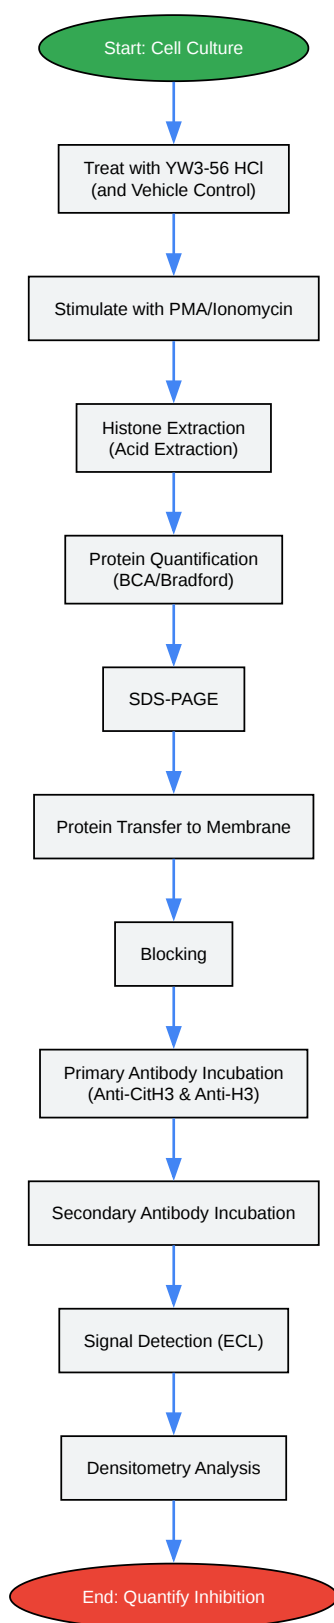 Start: Cell Culture
Treat with YW3-56 HCl
(and Vehicle Control)
Stimulate with PMA/Ionomycin
Histone Extraction
(Acid Extraction)
Protein Quantification
(BCA/Bradford)
SDS-PAGE
Protein Transfer to Membrane
Blocking
Primary Antibody Incubation
(Anti-CitH3 & Anti-H3)
Secondary Antibody Incubation
Signal Detection (ECL)
Densitometry Analysis
End: Quantify Inhibition